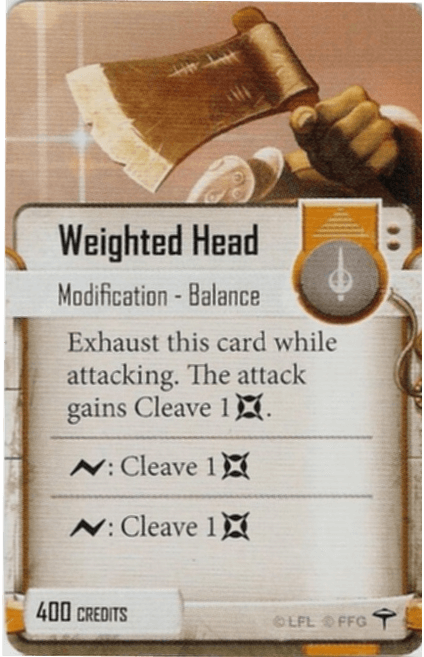 Weighted Head
Modification - Balance
Exhaust this card while
attacking. The attack
gains Cleave 1.
: Cleave 1
: Cleave 1
400 CREDITS
©LFL ©FFG